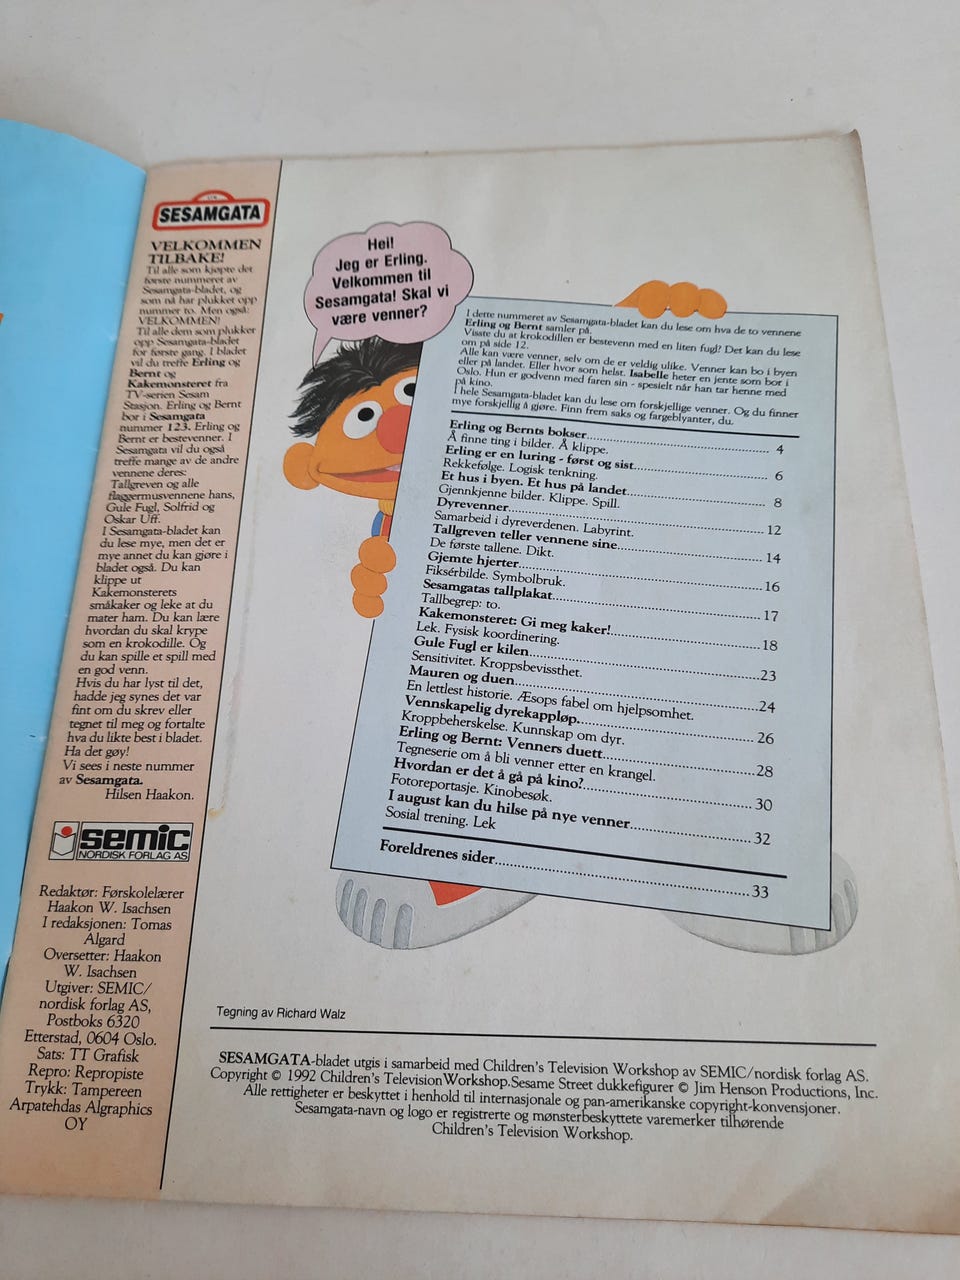 SESAMGATA
VELKOMMEN
TILBAKE!
Til alle som kjøpte det
første nummeret av
Sesamgata-bladet, og
som nå har plukket opp
nummer to. Men også:
VELKOMMEN!
Til alle dem som plukker
opp Sesamgata-bladet
for første gang. I bladet
vil du treffe Erling og
Bernt og
Kakemonsteret fra
TV-serien Sesam
Stasjon. Erling og Bernt
bor i Sesamgata
nummer 123. Erling og
Bernt er bestevenner. I
Sesamgata vil du også
treffe mange av de andre
vennene deres:
Tallgreven og alle
flaggermusvennene hans,
Gule Fugl, Solfrid og
Oskar Uff.
I Sesamgata-bladet kan
du lese mye, men det er
mye annet du kan gjøre i
bladet også. Du kan
klippe ut
Kakemonsterets
småkaker og leke at du
mater ham. Du kan lære
hvordan du skal krype
som en krokodille. Og
du kan spille et spill med
en god venn.
Hvis du har lyst til det,
hadde jeg synes det var
fint om du skrev eller
tegnet til meg og fortalte
hva du likte best i bladet.
Ha det gøy!
Vi sees i neste nummer
av Sesamgata.
Hilsen Haakon.
semic
NORDISK FORLAG AS
Redaktør: Førskolelærer
Haakon W. Isachsen
I redaksjonen: Tomas
Algard
Oversetter: Haakon
W. Isachsen
Utgiver: SEMIC/
nordisk forlag AS,
Postboks 6320
Etterstad, 0604 Oslo.
Sats: TT Grafisk
Repro: Repropiste
Trykk: Tampereen
Arpatehdas Algraphics
OY
Hei!
Jeg er Erling.
Velkommen til
Sesamgata! Skal vi
være venner?
I dette nummeret av Sesamgata-bladet kan du lese om hva de to vennene
Erling og Bernt samler på.
Visste du at krokodillen er bestevenn med en liten fugl? Det kan du lese
om på side 12.
Alle kan være venner, selv om de er veldig ulike. Venner kan bo i byen
eller på landet. Eller hvor som helst. Isabelle heter en jente som bor i
Oslo. Hun er godvenn med faren sin - spesielt når han tar henne med
på kino.
I hele Sesamgata-bladet kan du lese om forskjellige venner. Og du finner
mye forskjellig å gjøre. Finn frem saks og fargeblyanter, du.
Erling og Bernts bokser 4
Å finne ting i bilder. Å klippe.
Erling er en luring - først og sist 6
Rekkefølge. Logisk tenkning.
Et hus i byen. Et hus på landet 8
Gjennkjenne bilder. Klippe. Spill.
Dyrevenner 12
Samarbeid i dyreverdenen. Labyrint.
Tallgreven teller vennene sine 14
De første tallene. Dikt.
Gjemte hjerter 16
Fiksérbilde. Symbolbruk.
Sesamgatas tallplakat 17
Tallbegrep: to.
Kakemonsteret: Gi meg kaker! 18
Lek. Fysisk koordinering.
Gule Fugl er kilen 23
Sensitivitet. Kroppsbevissthet.
Mauren og duen 24
En lettlest historie. Æsops fabel om hjelpsomhet.
Vennskapelig dyrekappløp 26
Kroppbeherskelse. Kunnskap om dyr.
Erling og Bernt: Venners duett 28
Tegneserie om å bli venner etter en krangel.
Hvordan er det å gå på kino? 30
Fotoreportasje. Kinobesøk.
I august kan du hilse på nye venner 32
Sosial trening. Lek
Foreldrenes sider 33
Tegning av Richard Walz
SESAMGATA-bladet utgis i samarbeid med Children's Television Workshop av SEMIC/nordisk forlag AS.
Copyright © 1992 Children's TelevisionWorkshop.Sesame Street dukkefigurer © Jim Henson Productions, Inc.
Alle rettigheter er beskyttet i henhold til internasjonale og pan-amerikanske copyright-konvensjoner.
Sesamgata-navn og logo er registrerte og mønsterbeskyttete varemerker tilhørende
Children's Television Workshop.